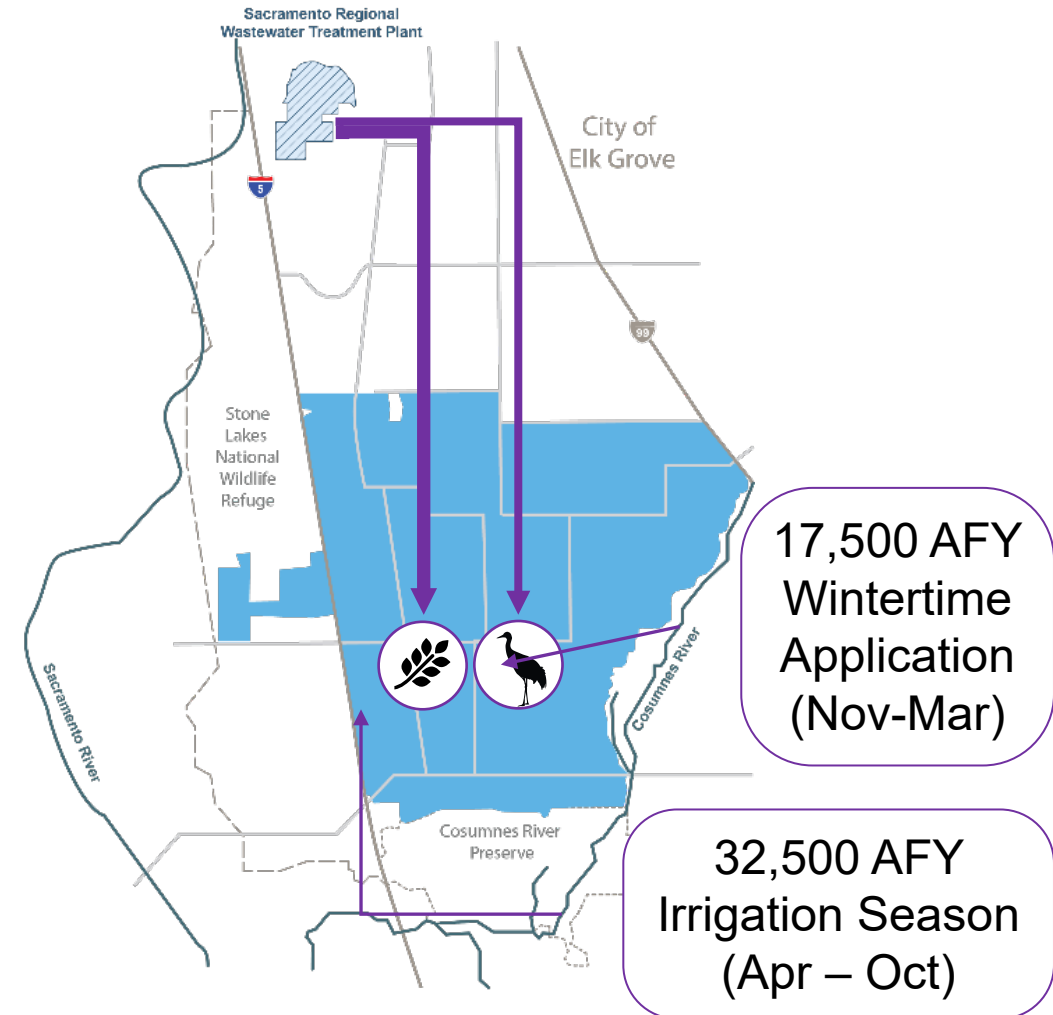 Sacramento Regional
Wastewater Treatment Plant
City of
Elk Grove
5
99
Stone
Lakes
National
Wildlife
Refuge
17,500 AFY
Wintertime
Application
(Nov-Mar)
Cosumnes River
Sacramento River
Cosumnes River
Preserve
32,500 AFY
Irrigation Season
(Apr – Oct)